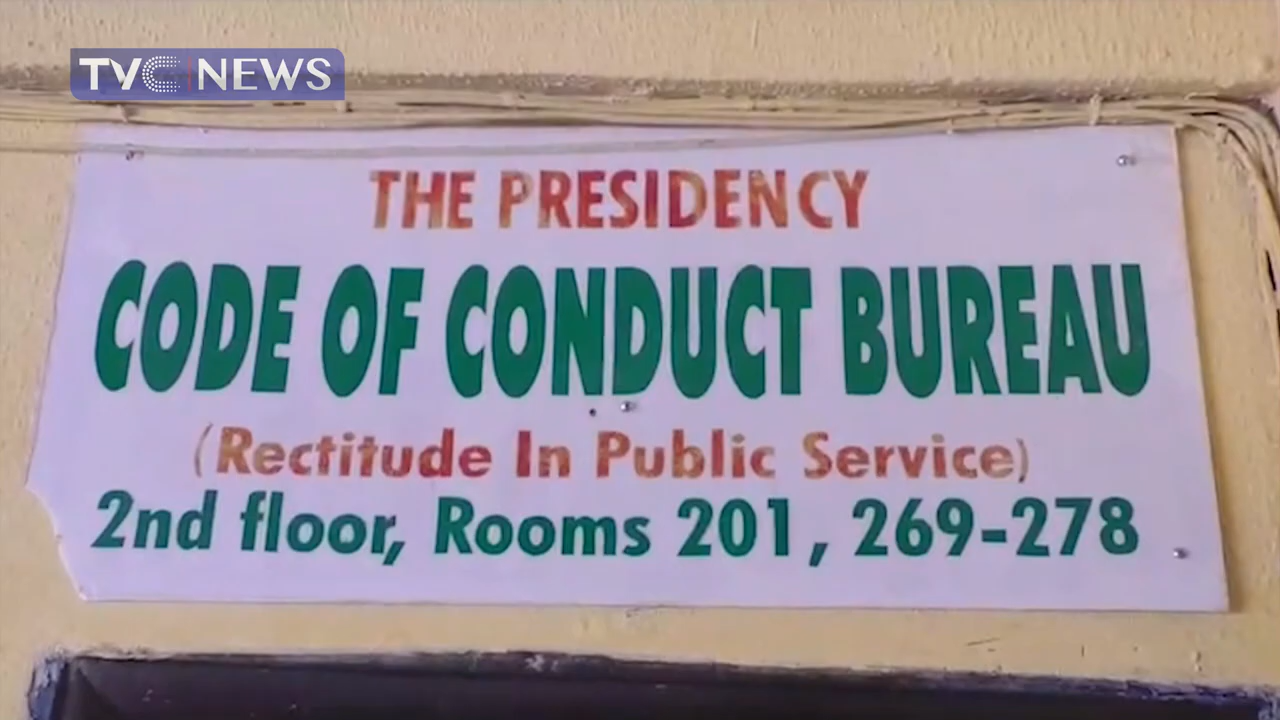 TVC NEWS
THE PRESIDENCY
CODE OF CONDUCT BUREAU
(Rectitude In Public Service)
2nd floor, Rooms 201, 269-278